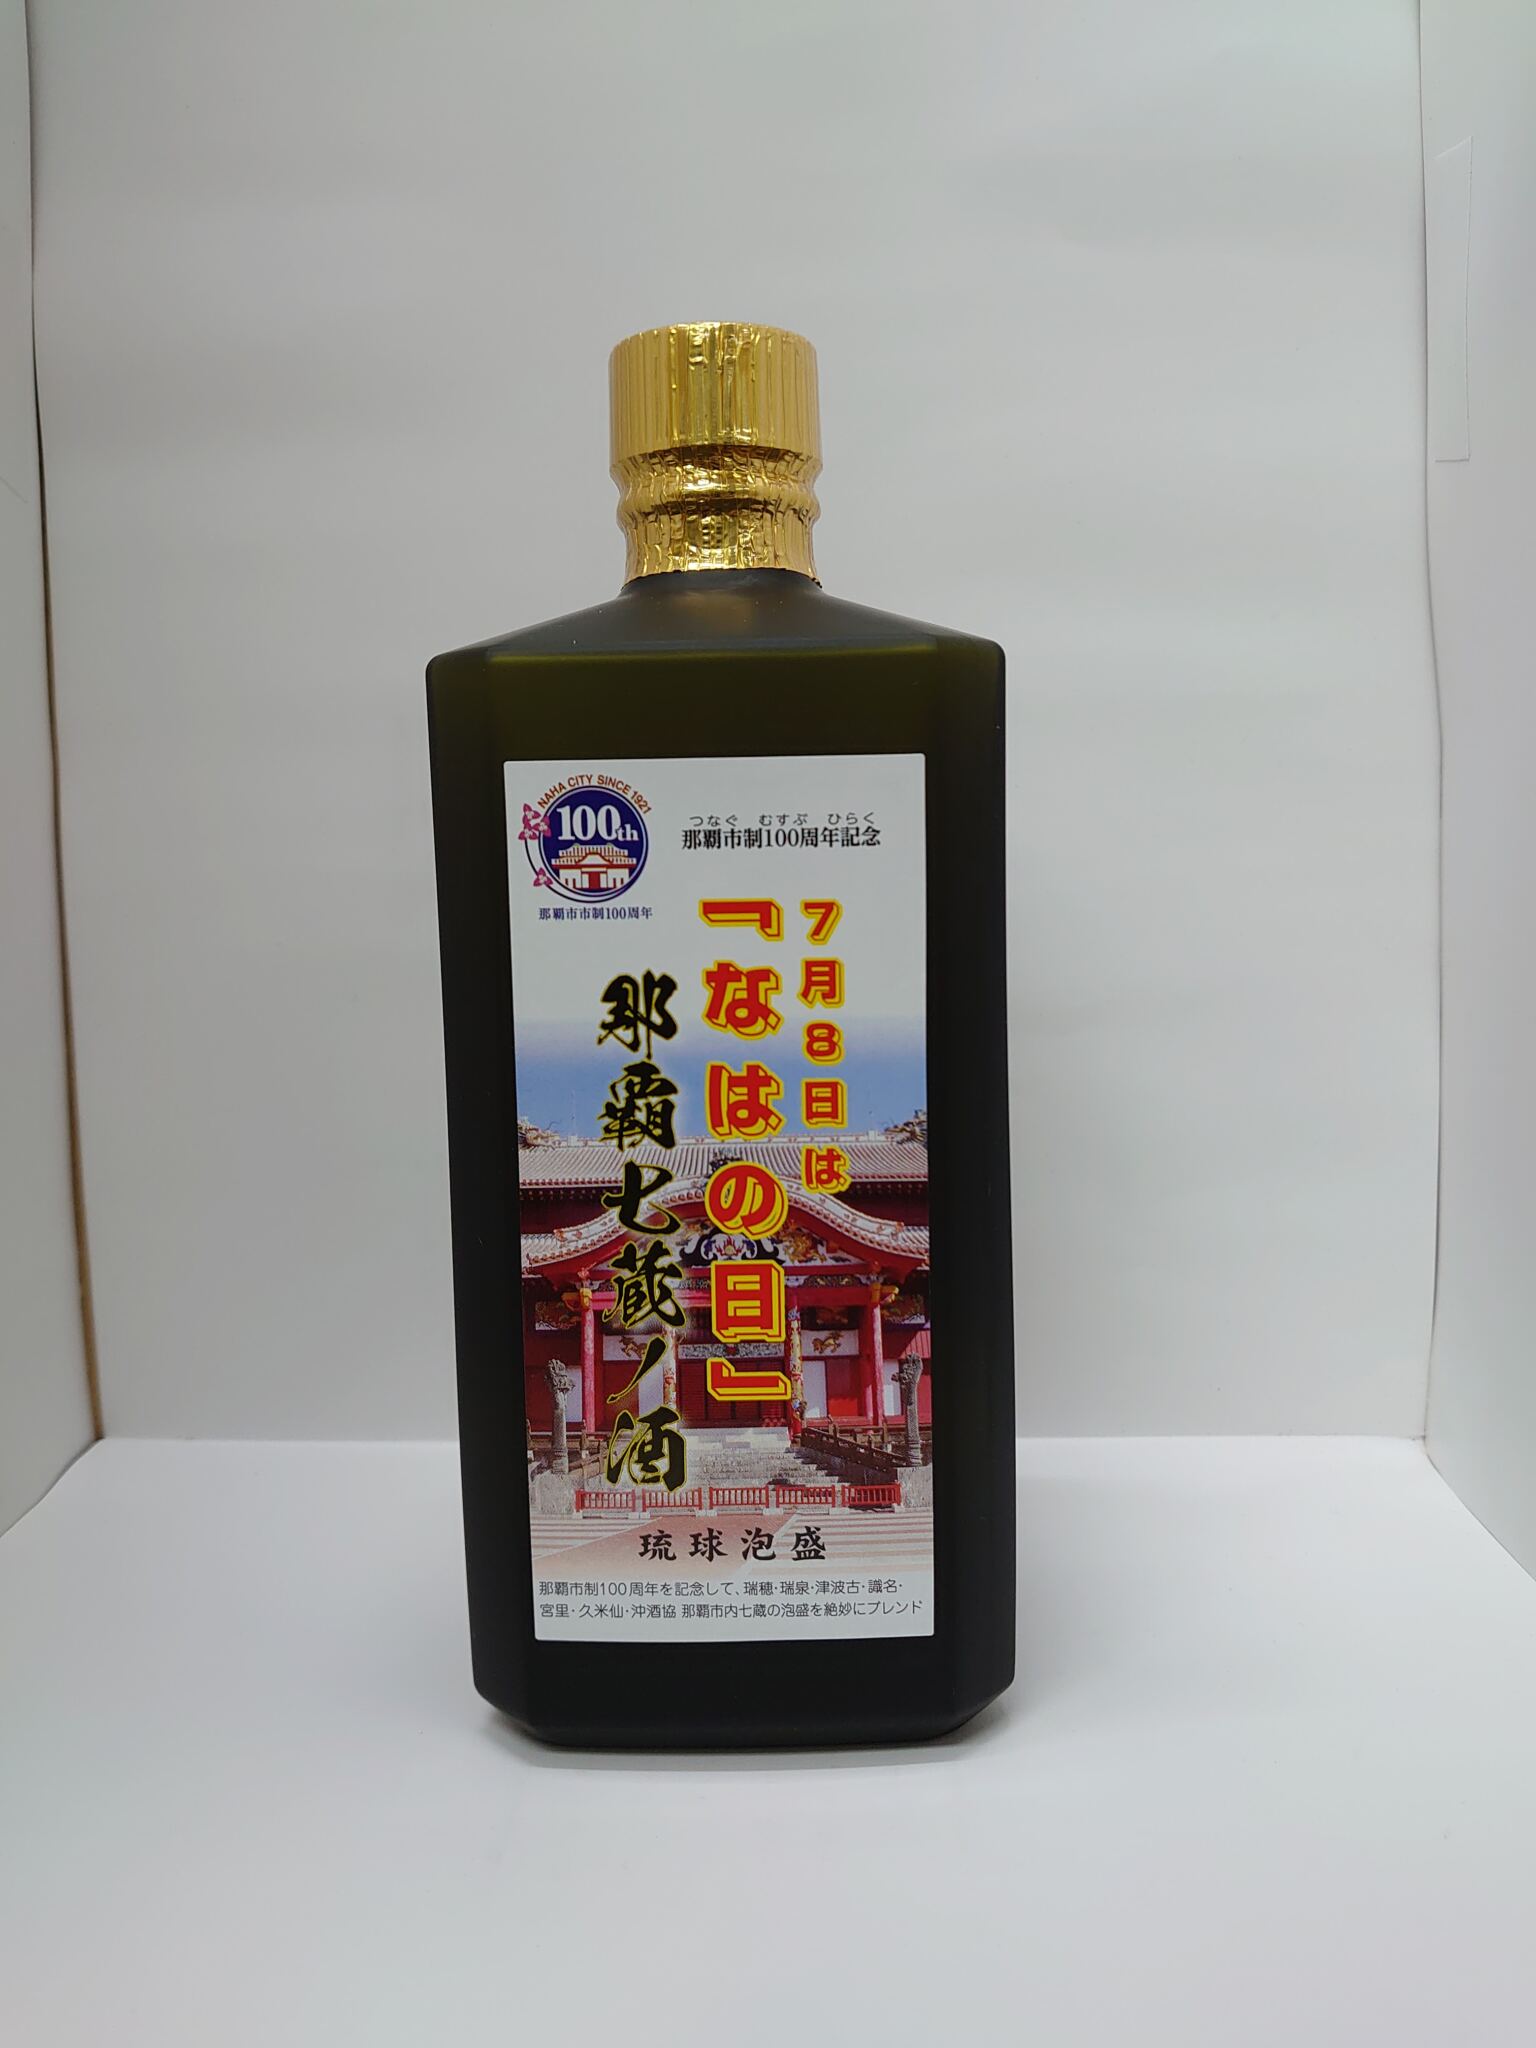 NAHA CITY SINCE 1921
100th
那覇市市制100周年
つなぐ むすぶ ひらく
那覇市制100周年記念
7月8日は
「なはの日」
那覇七蔵ノ酒
琉球泡盛
那覇市制100周年を記念して、瑞穂・瑞泉・津波古・識名・
宮里・久米仙・沖酒協 那覇市内七蔵の泡盛を絶妙にブレンド